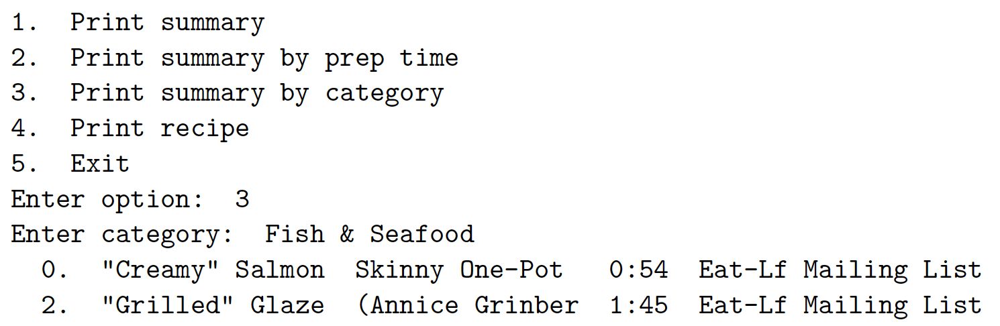 1.  Print summary
2.  Print summary by prep time
3.  Print summary by category
4.  Print recipe
5.  Exit
Enter option:  3
Enter category:  Fish & Seafood
  0.  "Creamy" Salmon  Skinny One-Pot   0:54  Eat-Lf Mailing List
  2.  "Grilled" Glaze  (Annice Grinber  1:45  Eat-Lf Mailing List